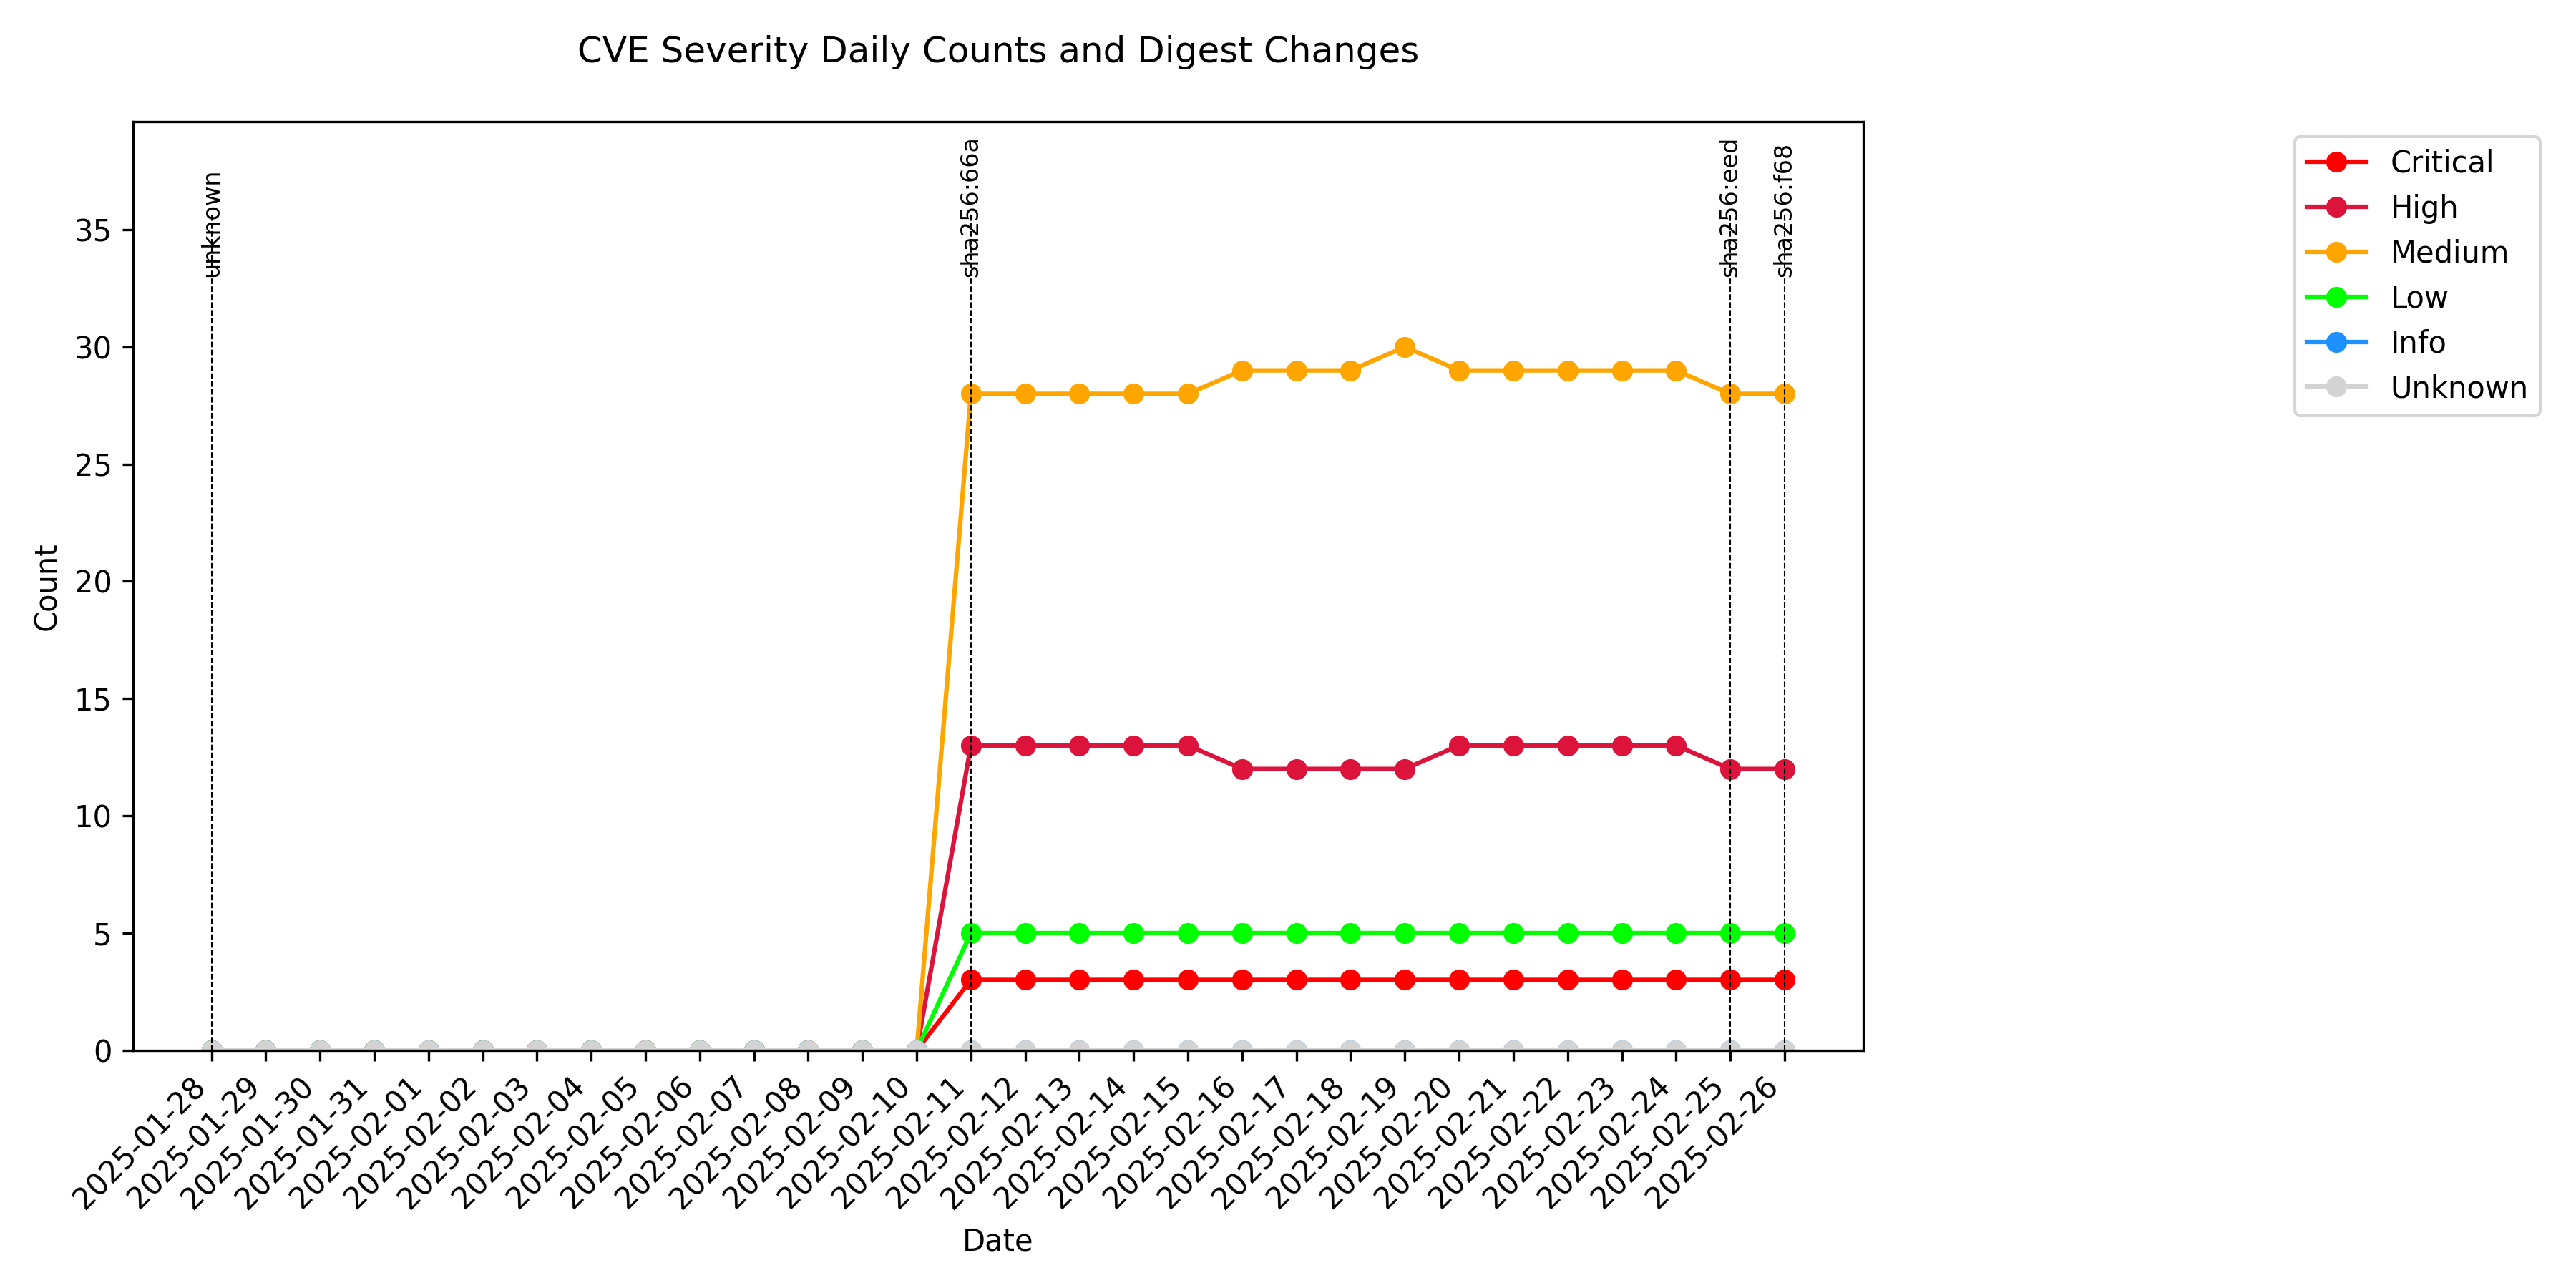 CVE Severity Daily Counts and Digest Changes
unknown
sha256:66a
sha256:eed
sha256:f68
Critical
High
Medium
Low
Info
Unknown
Count
35
30
25
20
15
10
5
0
2025-01-28
2025-01-29
2025-01-30
2025-01-31
2025-02-01
2025-02-02
2025-02-03
2025-02-04
2025-02-05
2025-02-06
2025-02-07
2025-02-08
2025-02-09
2025-02-10
2025-02-11
2025-02-12
2025-02-13
2025-02-14
2025-02-15
2025-02-16
2025-02-17
2025-02-18
2025-02-19
2025-02-20
2025-02-21
2025-02-22
2025-02-23
2025-02-24
2025-02-25
2025-02-26
Date